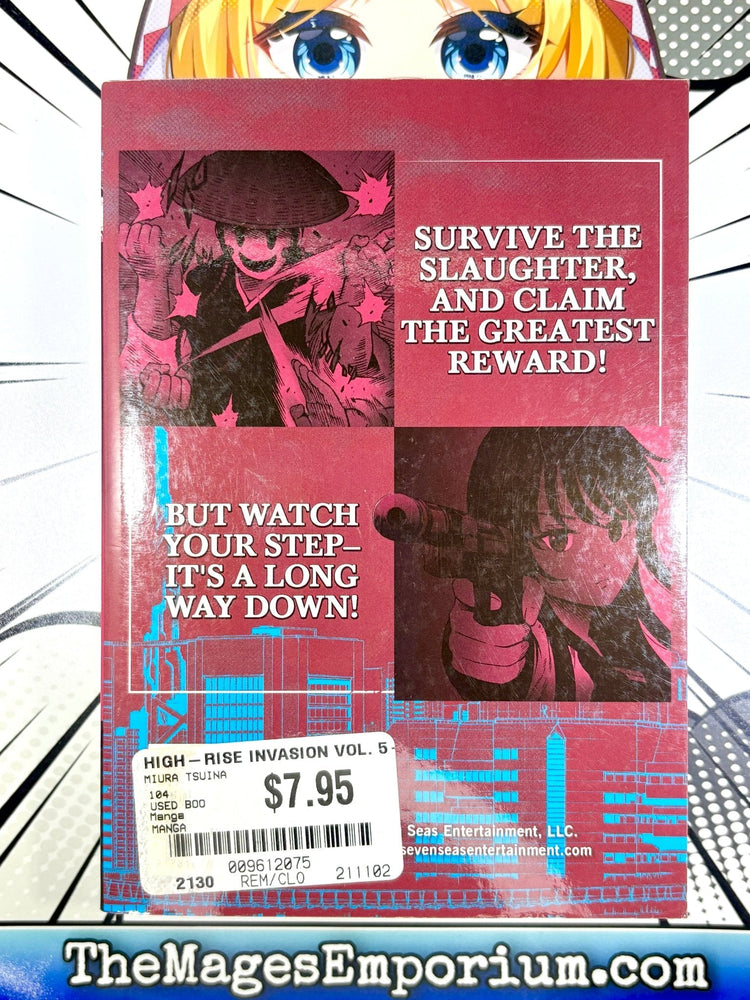 SURVIVE THE
SLAUGHTER,
AND CLAIM
THE GREATEST
REWARD!
BUT WATCH
YOUR STEP–
IT'S A LONG
WAY DOWN!
HIGH–RISE INVASION VOL. 5-
MIURA TSUINA
104
USED BOO
Manga
MANGA
$7.95
009612075
2130 REM/CLO 211102
Seas Entertainment, LLC.
sevenseasentertainment.com
TheMagesEmporium.com